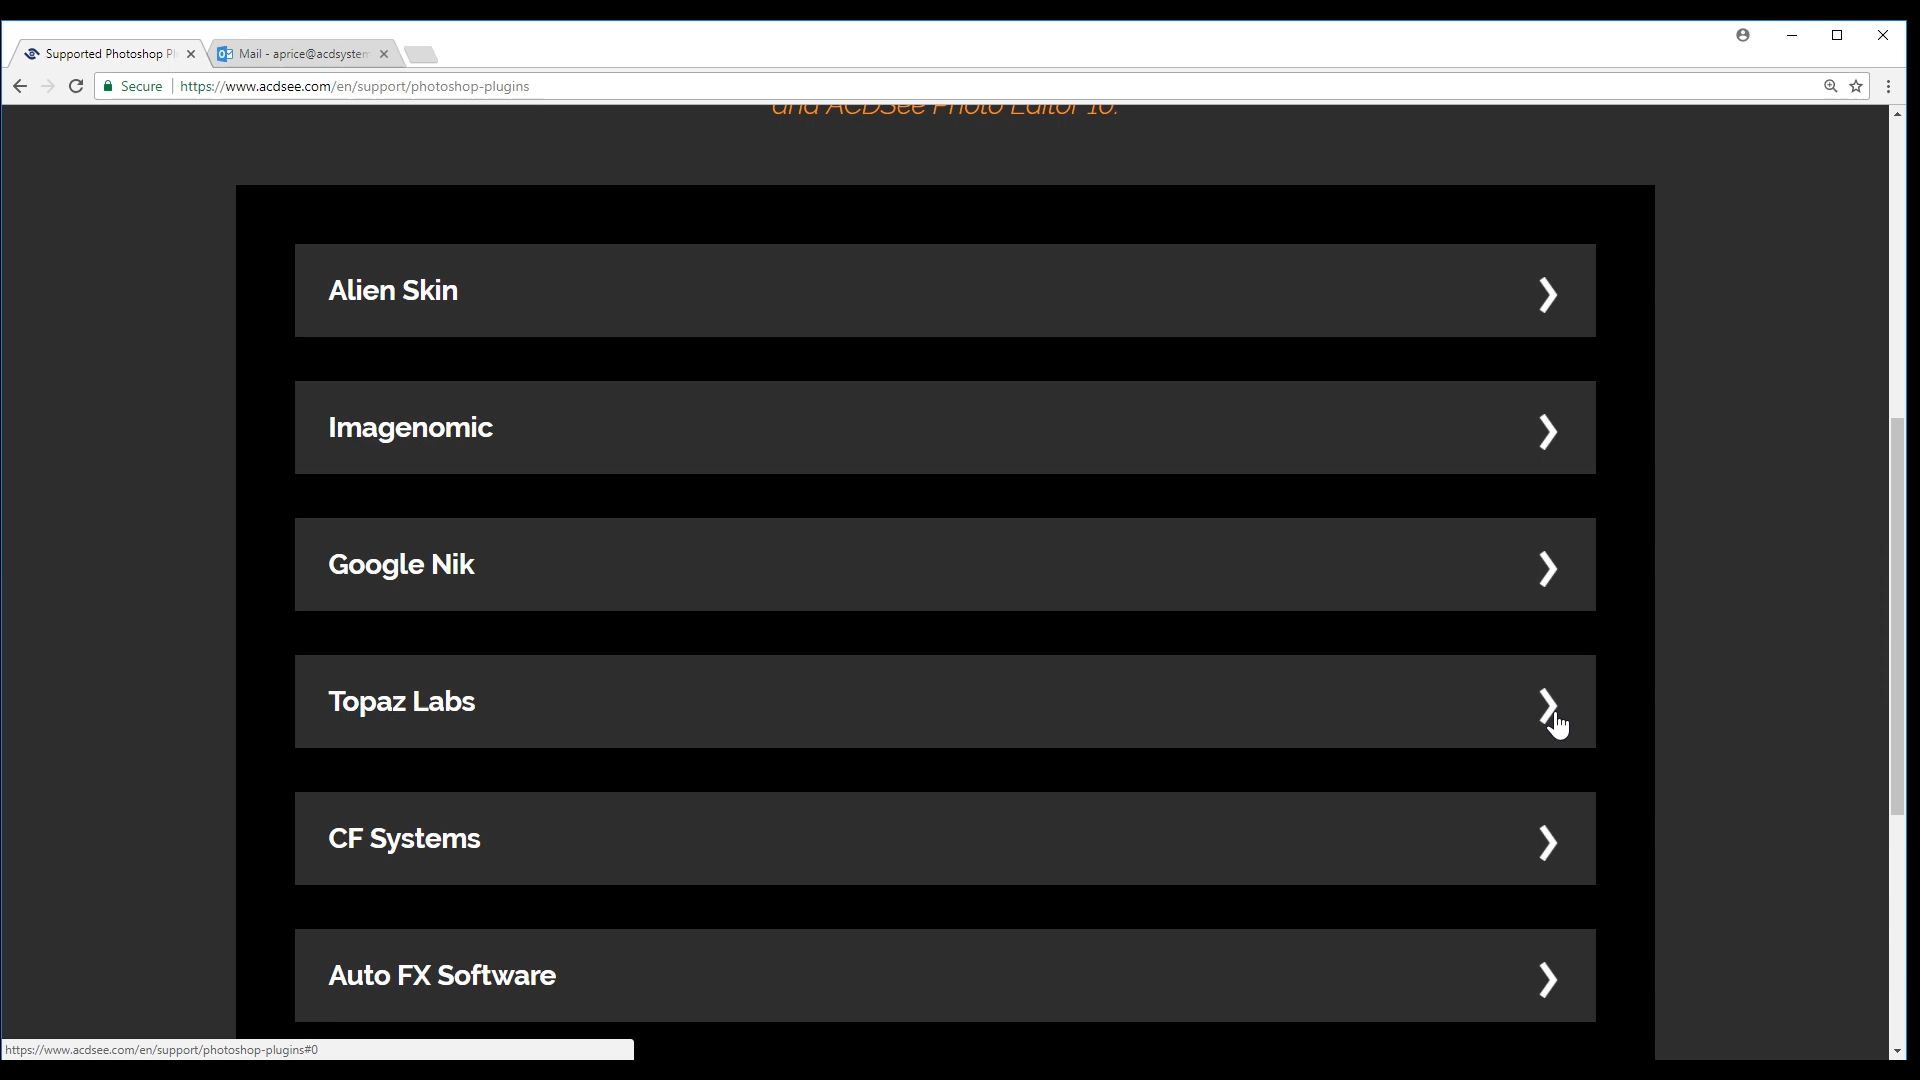 Supported Photoshop Pl
Mail - aprice@acdsystem
Secure
https://www.acdsee.com/en/support/photoshop-plugins
and ACDSee Photo Editor 10.
Alien Skin
Imagenomic
Google Nik
Topaz Labs
CF Systems
Auto FX Software
https://www.acdsee.com/en/support/photoshop-plugins#0